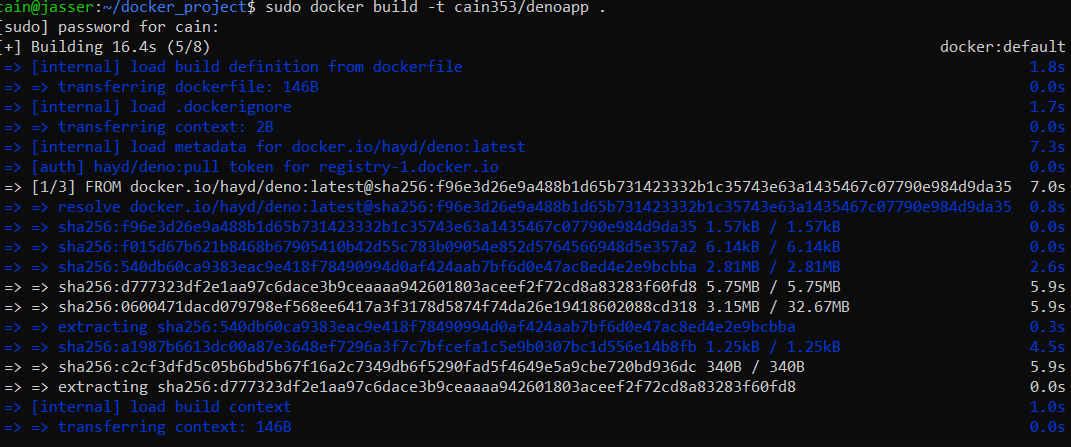 cain@jasser:~/docker_project$ sudo docker build -t cain353/denoapp .
[sudo] password for cain:
[+] Building 16.4s (5/8) docker:default
=> [internal] load build definition from dockerfile 1.8s
=> => transferring dockerfile: 146B 0.0s
=> [internal] load .dockerignore 1.7s
=> => transferring context: 2B 0.0s
=> [internal] load metadata for docker.io/hayd/deno:latest 7.3s
=> [auth] hayd/deno:pull token for registry-1.docker.io 0.0s
=> [1/3] FROM docker.io/hayd/deno:latest@sha256:f96e3d26e9a488b1d65b731423332b1c35743e63a1435467c07790e984d9da35 7.0s
=> => resolve docker.io/hayd/deno:latest@sha256:f96e3d26e9a488b1d65b731423332b1c35743e63a1435467c07790e984d9da35 0.8s
=> => sha256:f96e3d26e9a488b1d65b731423332b1c35743e63a1435467c07790e984d9da35 1.57kB / 1.57kB 0.0s
=> => sha256:f015d67b621b8468b67905410b42d55c783b09054e852d5764566948d5e357a2 6.14kB / 6.14kB 0.0s
=> => sha256:540db60ca9383eac9e418f78490994d0af424aab7bf6d0e47ac8ed4e2e9bcbba 2.81MB / 2.81MB 2.6s
=> => sha256:d777323df2e1aa97c6dace3b9ceaaaa942601803aceef2f72cd8a83283f60fd8 5.75MB / 5.75MB 5.9s
=> => sha256:0600471dacd079798ef568ee6417a3f3178d5874f74da26e19418602088cd318 3.15MB / 32.67MB 5.9s
=> => extracting sha256:540db60ca9383eac9e418f78490994d0af424aab7bf6d0e47ac8ed4e2e9bcbba 0.3s
=> => sha256:a1987b6613dc00a87e3648ef7296a3f7c7bfcefa1c5e9b0307bc1d556e14b8fb 1.25kB / 1.25kB 4.5s
=> => sha256:c2cf3dfd5c05b6bd5b67f16a2c7349db6f5290fad5f4649e5a9cbe720bd936dc 340B / 340B 5.9s
=> => extracting sha256:d777323df2e1aa97c6dace3b9ceaaaa942601803aceef2f72cd8a83283f60fd8 0.0s
=> [internal] load build context 1.0s
=> => transferring context: 146B 0.0s